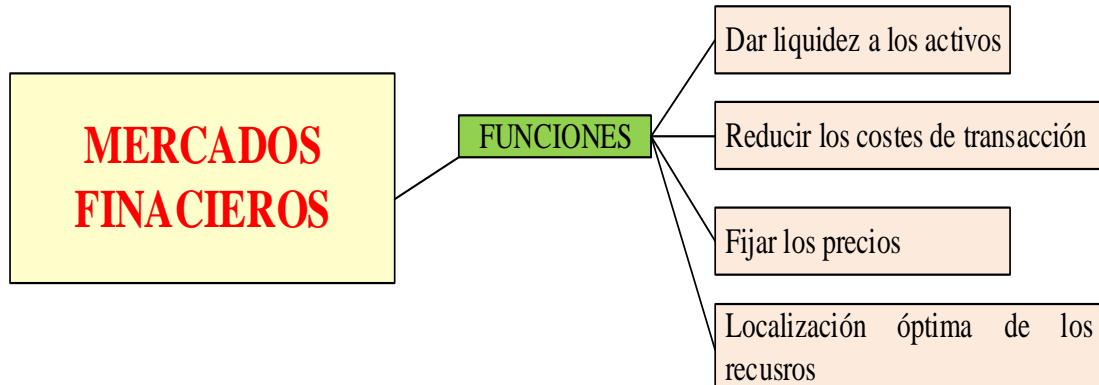 MERCADOS
FINACIEROS
FUNCIONES
Dar liquidez a los activos
Reducir los costes de transacción
Fijar los precios
Localización óptima de los
recusros